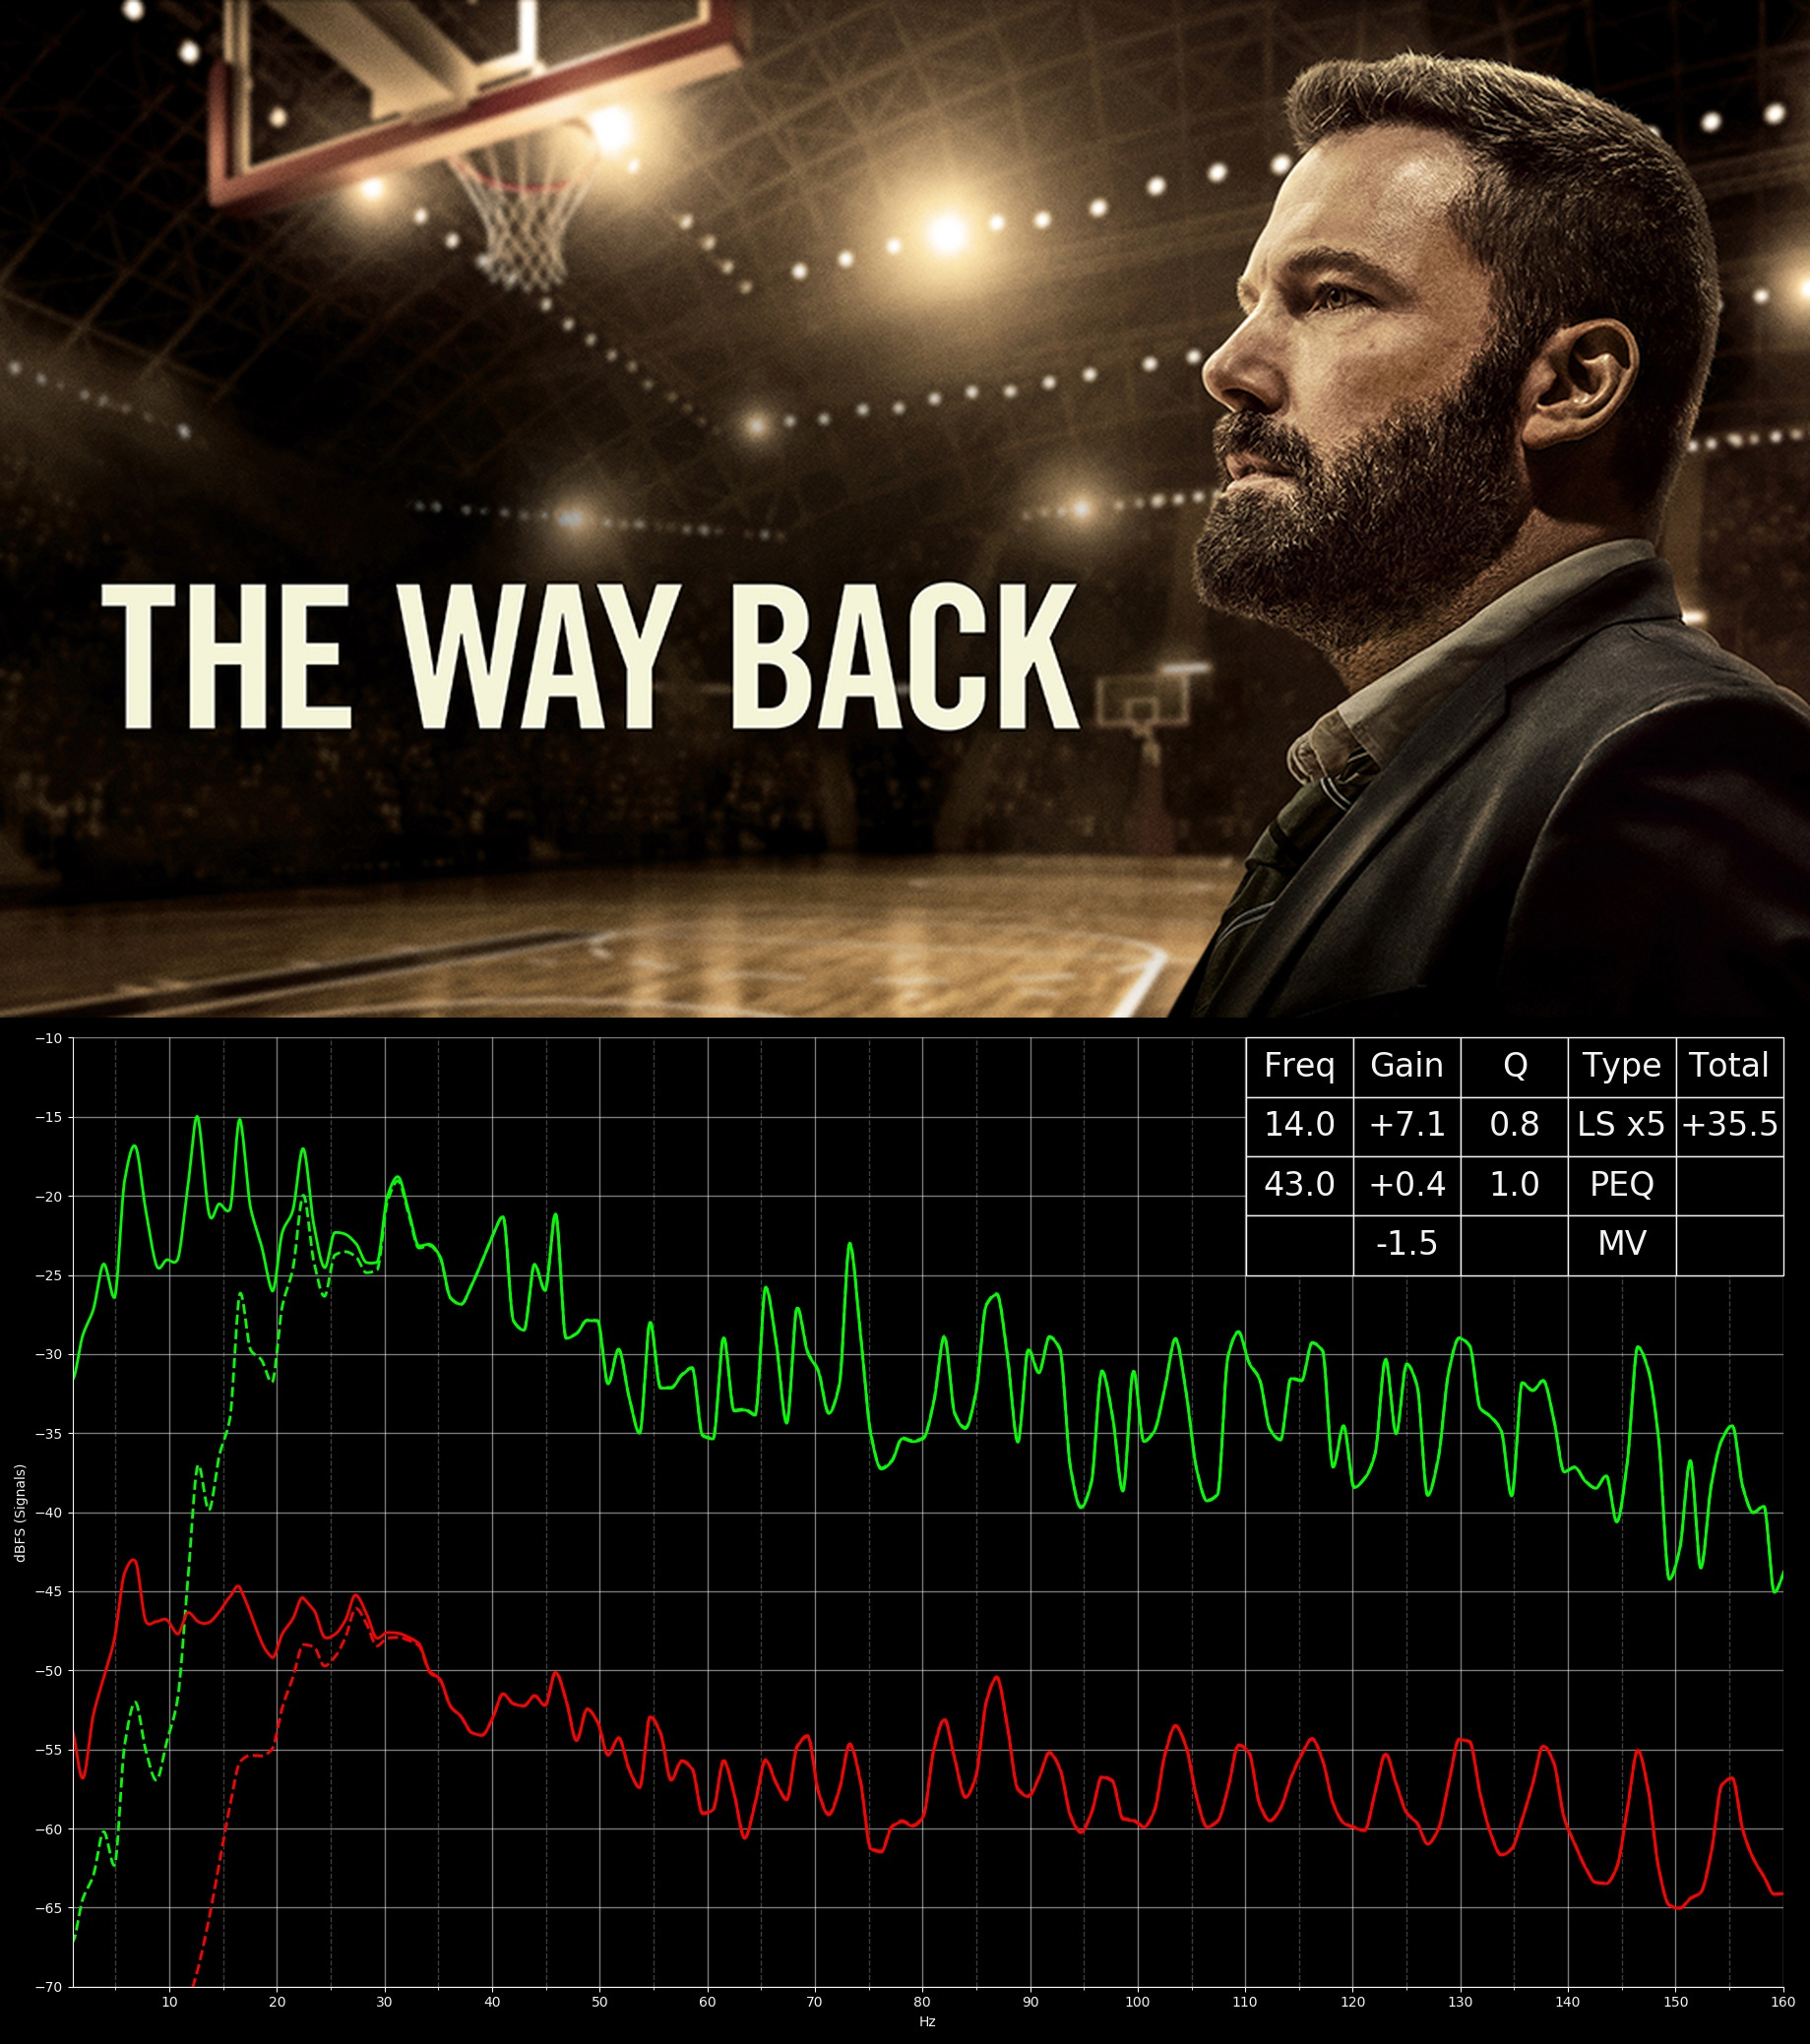 THE WAY BACK
Freq Gain Q Type Total
14.0 +7.1 0.8 LS x5 +35.5
43.0 +0.4 1.0 PEQ
-1.5 MV
−10
−15
−20
−25
−30
−35
−40
−45
−50
−55
−60
−65
−70
dBFS (Signals)
10 20 30 40 50 60 70 80 90 100 110 120 130 140 150 160
Hz